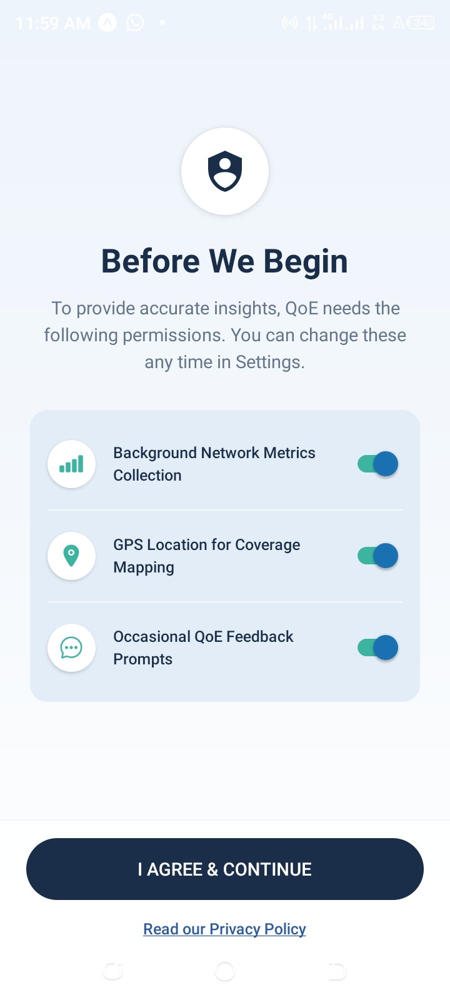 11:59 AM
4G
3.3
K/s
34
Before We Begin
To provide accurate insights, QoE needs the
following permissions. You can change these
any time in Settings.
Background Network Metrics
Collection
GPS Location for Coverage
Mapping
Occasional QoE Feedback
Prompts
I AGREE & CONTINUE
Read our Privacy Policy